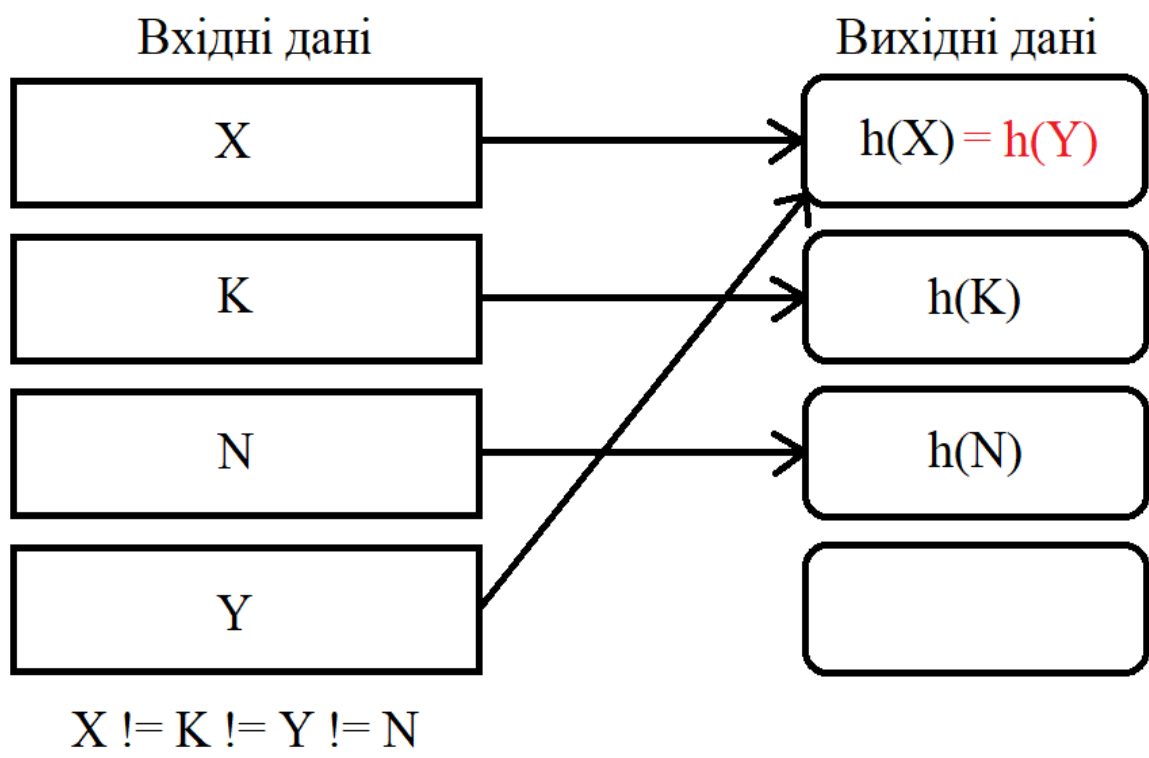 Вхідні дані
Вихідні дані
X
h(X) = h(Y)
K
h(K)
N
h(N)
Y
X != K != Y != N